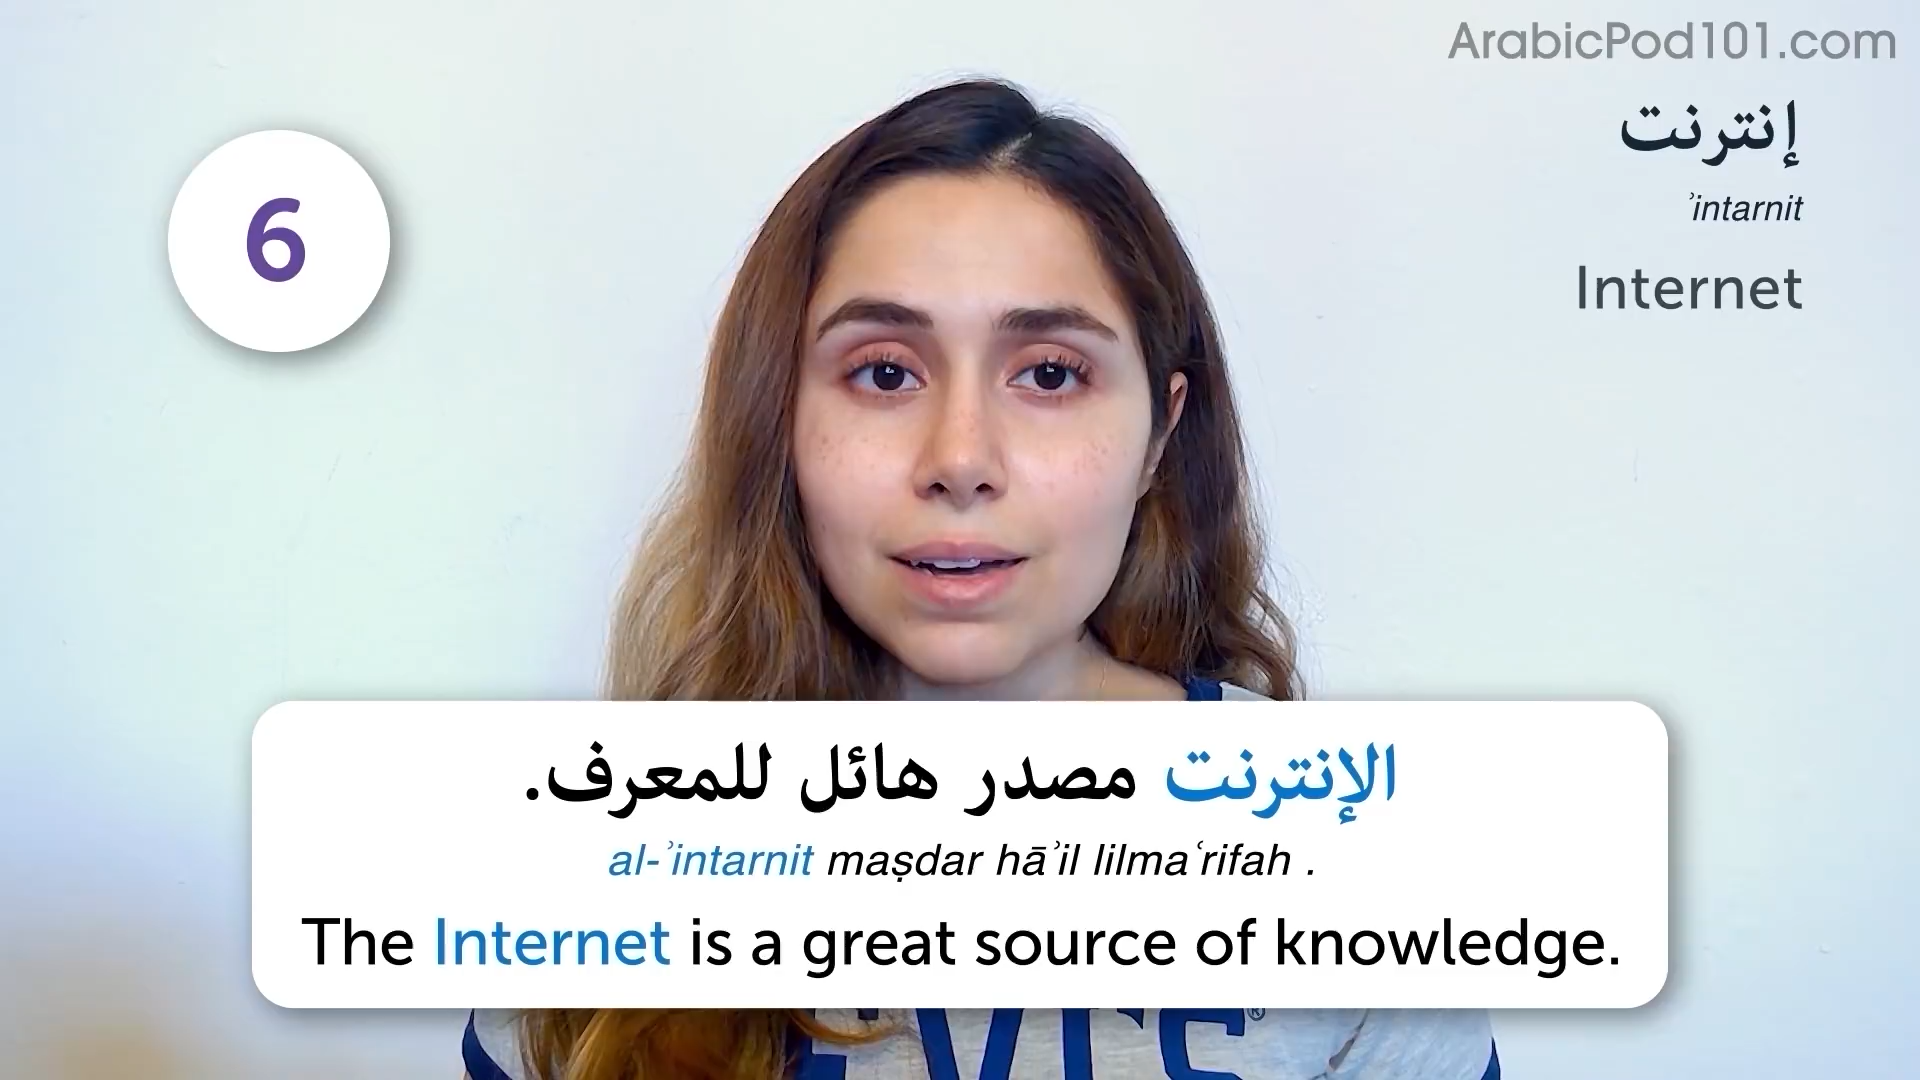 ArabicPod101.com
6
إنترنت
ʾintarnit
Internet
الإنترنت مصدر هائل للمعرف.
al-ʾintarnit maṣdar hāʾil lilmaʿrifah .
The Internet is a great source of knowledge.